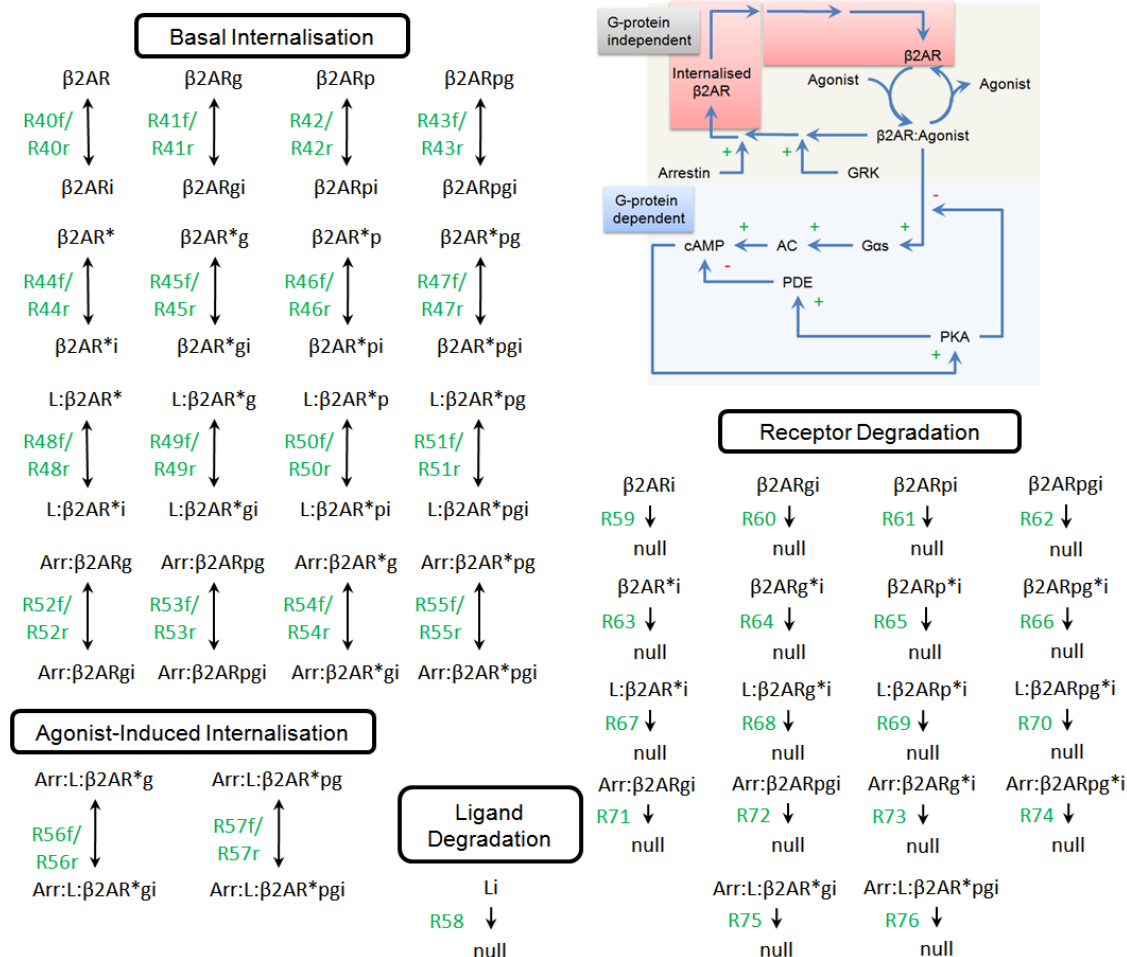 Basal Internalisation
β2AR β2ARg β2ARp β2ARpg
R40f/ R41f/ R42/ R43f/
R40r R41r R42r R43r
β2ARi β2ARgi β2ARpi β2ARpgi
β2AR* β2AR*g β2AR*p β2AR*pg
R44f/ R45f/ R46f/ R47f/
R44r R45r R46r R47r
β2AR*i β2AR*gi β2AR*pi β2AR*pgi
L:β2AR* L:β2AR*g L:β2AR*p L:β2AR*pg
R48f/ R49f/ R50f/ R51f/
R48r R49r R50r R51r
L:β2AR*i L:β2AR*gi L:β2AR*pi L:β2AR*pgi
Arr:β2ARg Arr:β2ARpg Arr:β2AR*g Arr:β2AR*pg
R52f/ R53f/ R54f/ R55f/
R52r R53r R54r R55r
Arr:β2ARgi Arr:β2ARpgi Arr:β2AR*gi Arr:β2AR*pgi
Agonist-Induced Internalisation
Arr:L:β2AR*g Arr:L:β2AR*pg
R56f/ R57f/
R56r R57r
Arr:L:β2AR*gi Arr:L:β2AR*pgi
Ligand
Degradation
Li
R58
null
G-protein
independent
β2AR
Internalised
β2AR
Agonist Agonist
β2AR:Agonist
+ +
Arrestin GRK
G-protein
dependent
-
+ + +
cAMP AC Gαs
-
PDE
+
PKA
+
Receptor Degradation
β2ARi β2ARgi β2ARpi β2ARpgi
R59 R60 R61 R62
null null null null
β2AR*i β2ARg*i β2ARp*i β2ARpg*i
R63 R64 R65 R66
null null null null
L:β2AR*i L:β2ARg*i L:β2ARp*i L:β2ARpg*i
R67 R68 R69 R70
null null null null
Arr:β2ARgi Arr:β2ARpgi Arr:β2ARg*i Arr:β2ARpg*i
R71 R72 R73 R74
null null null null
Arr:L:β2AR*gi Arr:L:β2AR*pgi
R75 R76
null null